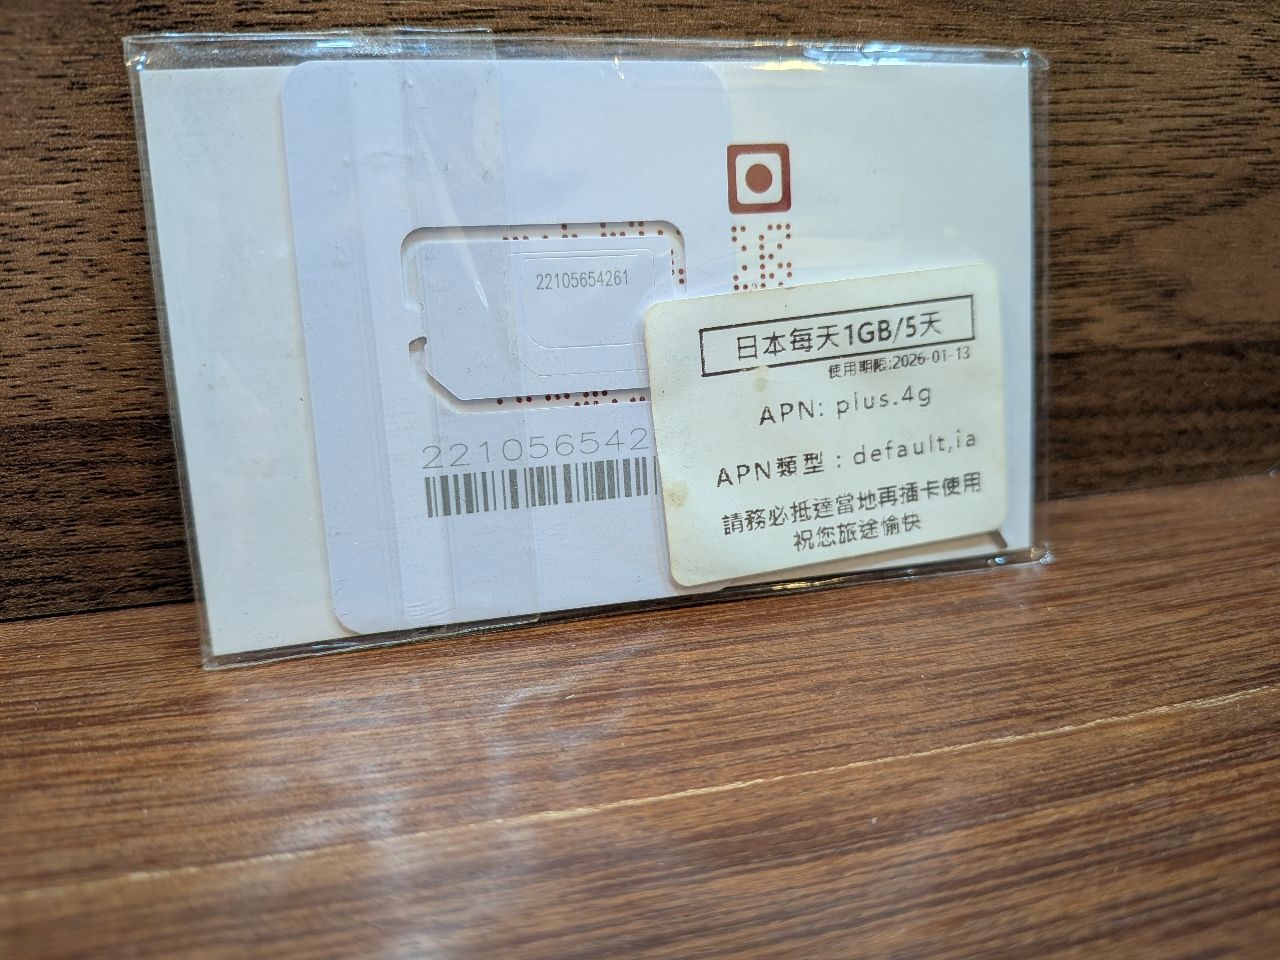 22105654261
221056542
日本每天1GB/5天
使用期限:2026-01-13
APN: plus.4g
APN類型：default,ia
請務必抵達當地再插卡使用
祝您旅途愉快